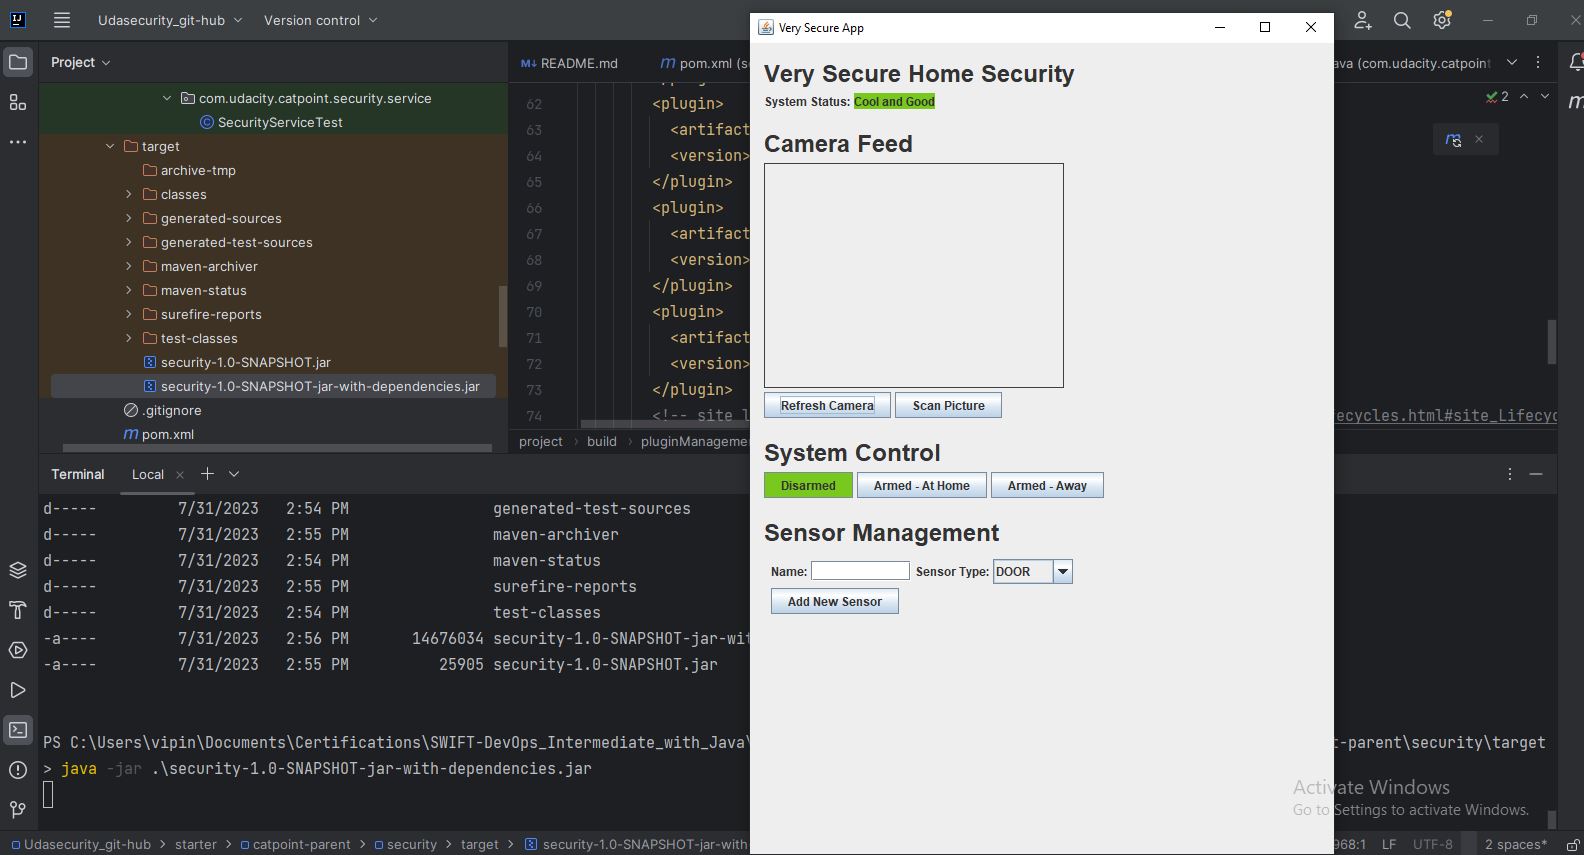 Udasecurity_git-hub
Version control
Project
com.udacity.catpoint.security.service
SecurityServiceTest
target
archive-tmp
classes
generated-sources
generated-test-sources
maven-archiver
maven-status
surefire-reports
test-classes
security-1.0-SNAPSHOT.jar
security-1.0-SNAPSHOT-jar-with-dependencies.jar
.gitignore
pom.xml
README.md
pom.xml (s
ava (com.udacity.catpoint
2
62 <plugin>
63 <artifact
64 <version>
65 </plugin>
66 <plugin>
67 <artifact
68 <version>
69 </plugin>
70 <plugin>
71 <artifact
72 <version>
73 </plugin>
74 <!-- site l
ecycles.html#site_Lifecyc
project > build > pluginManageme
Very Secure App
Very Secure Home Security
System Status: Cool and Good
Camera Feed
Refresh Camera Scan Picture
System Control
Disarmed Armed - At Home Armed - Away
Sensor Management
Name: Sensor Type: DOOR
Add New Sensor
Terminal Local
d----- 7/31/2023 2:54 PM generated-test-sources
d----- 7/31/2023 2:55 PM maven-archiver
d----- 7/31/2023 2:54 PM maven-status
d----- 7/31/2023 2:55 PM surefire-reports
d----- 7/31/2023 2:54 PM test-classes
-a---- 7/31/2023 2:56 PM 14676034 security-1.0-SNAPSHOT-jar-wit
-a---- 7/31/2023 2:55 PM 25905 security-1.0-SNAPSHOT.jar
PS C:\Users\vipin\Documents\Certifications\SWIFT-DevOps_Intermediate_with_Java\
t-parent\security\target
> java -jar .\security-1.0-SNAPSHOT-jar-with-dependencies.jar
Activate Windows
Go to Settings to activate Windows.
Udasecurity_git-hub > starter > catpoint-parent > security > target > security-1.0-SNAPSHOT-jar-with-
968:1 LF UTF-8 2 spaces*